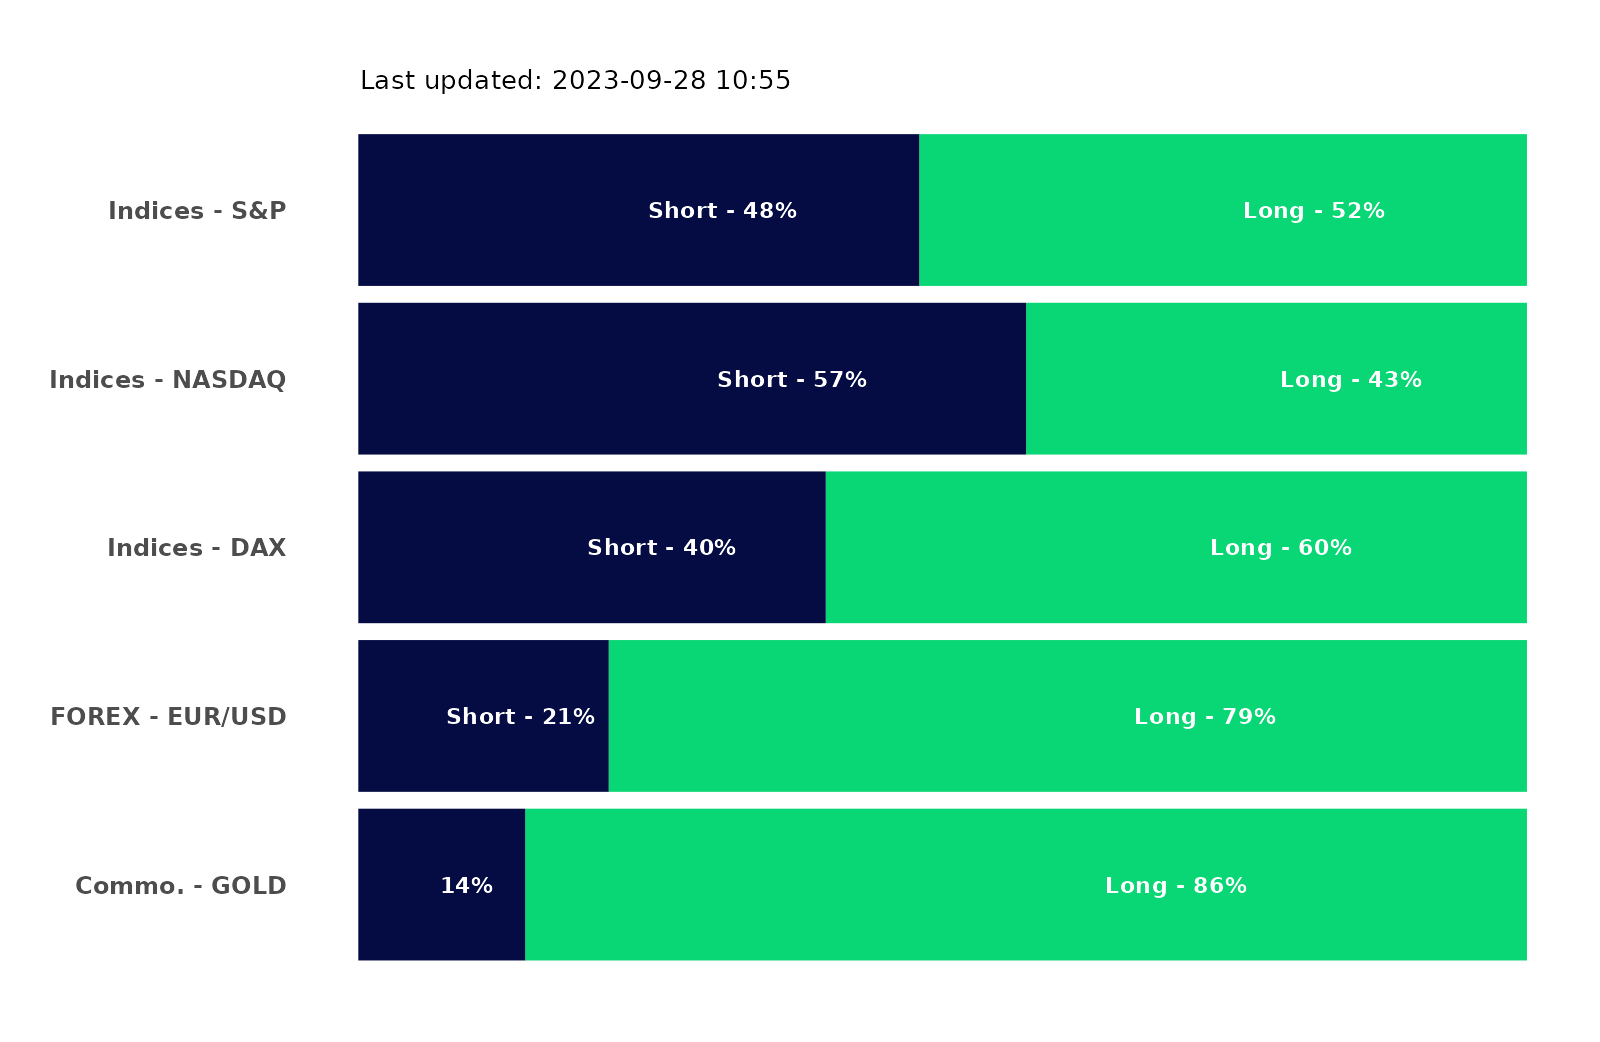 Last updated: 2023-09-28 10:55
Indices - S&P
Short - 48%
Long - 52%
Indices - NASDAQ
Short - 57%
Long - 43%
Indices - DAX
Short - 40%
Long - 60%
FOREX - EUR/USD
Short - 21%
Long - 79%
Commo. - GOLD
14%
Long - 86%